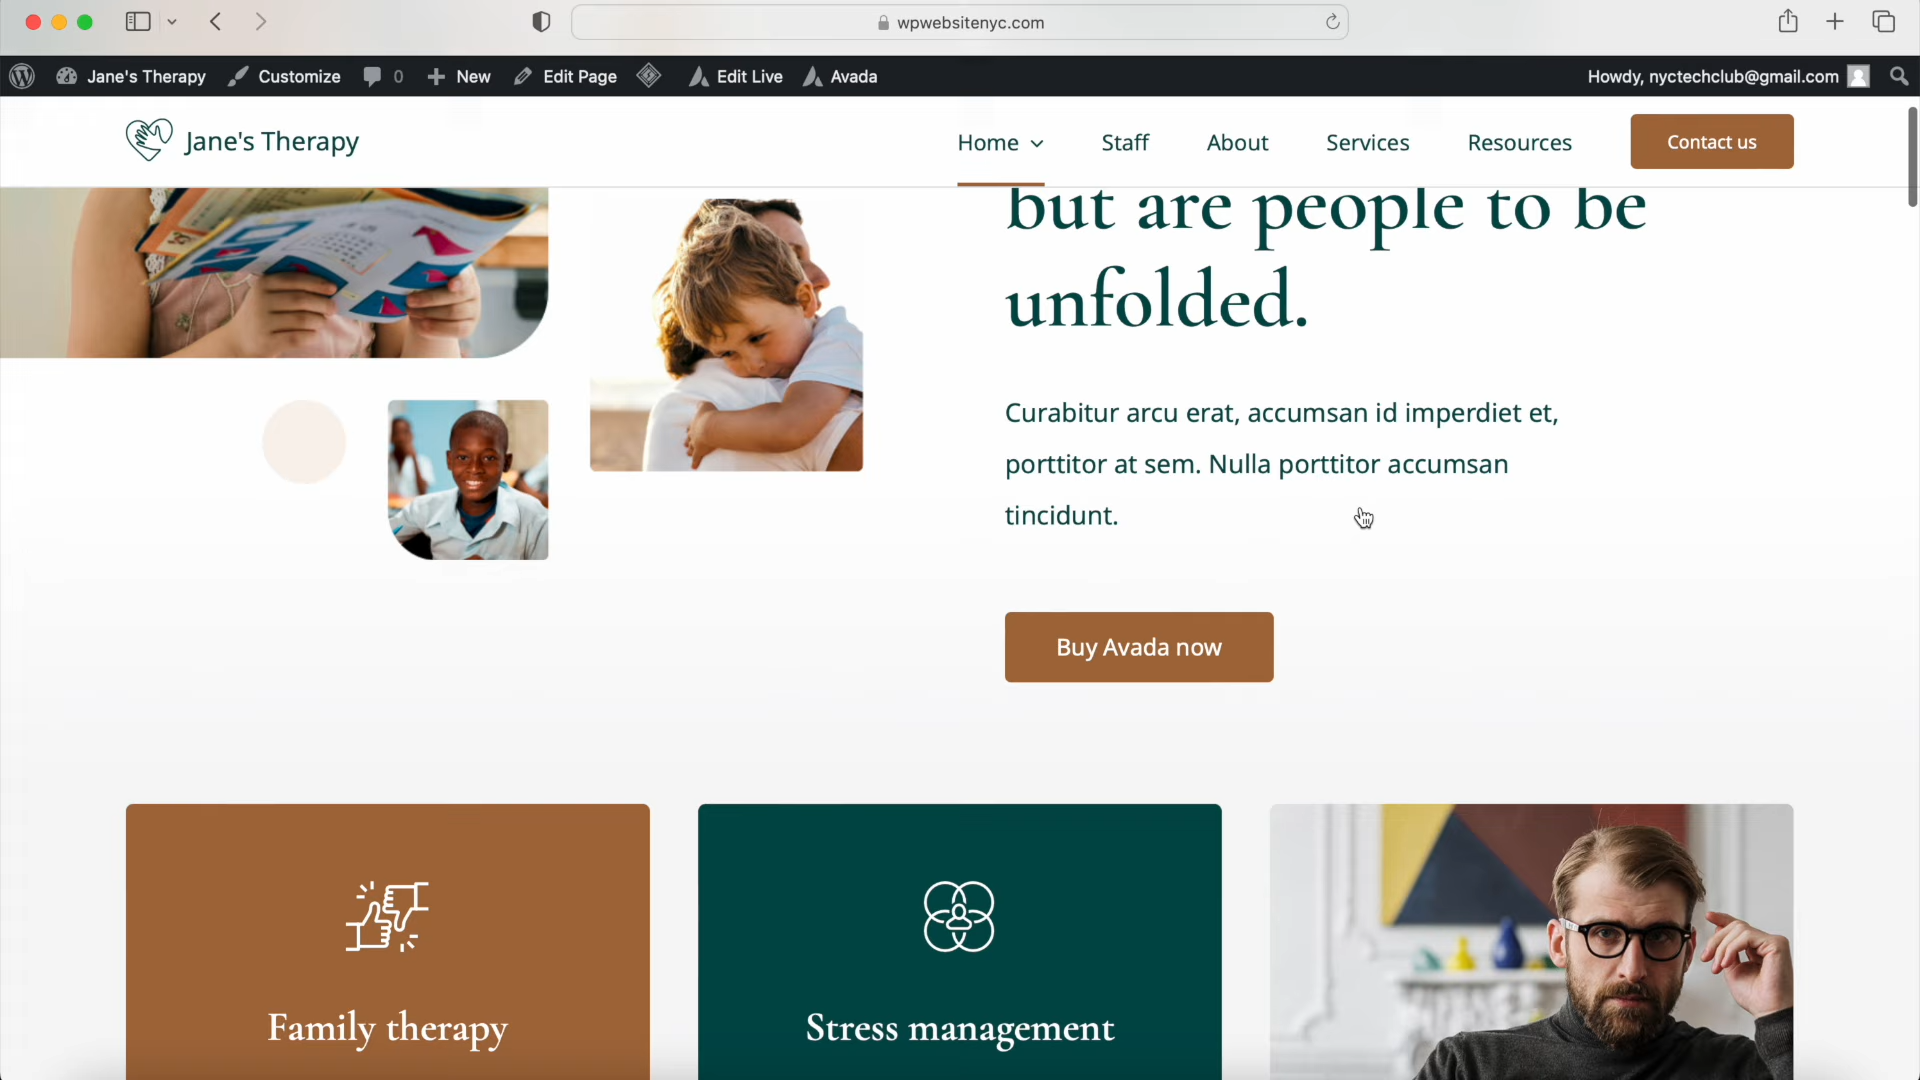 wpwebsitenyc.com
Jane's Therapy Customize 0 New Edit Page Edit Live Avada Howdy, nyctechclub@gmail.com
Jane's Therapy Home Staff About Services Resources Contact us
but are people to be
unfolded.
Curabitur arcu erat, accumsan id imperdiet et,
porttitor at sem. Nulla porttitor accumsan
tincidunt.
Buy Avada now
Family therapy Stress management